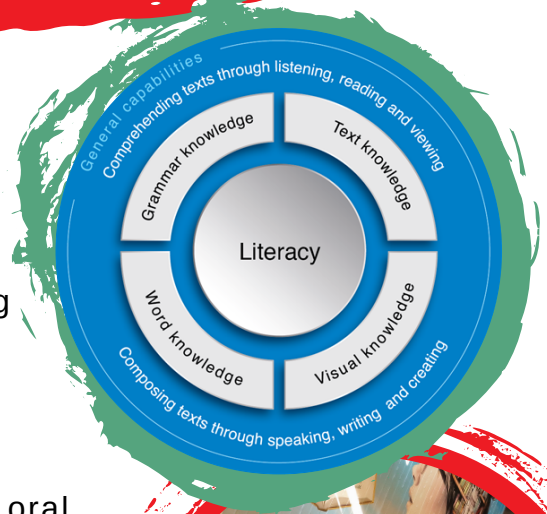 General capabilities
Comprehending texts through listening, reading and viewing
Grammar knowledge
Text knowledge
Literacy
Word knowledge
Visual knowledge
Composing texts through speaking, writing and creating
g
oral